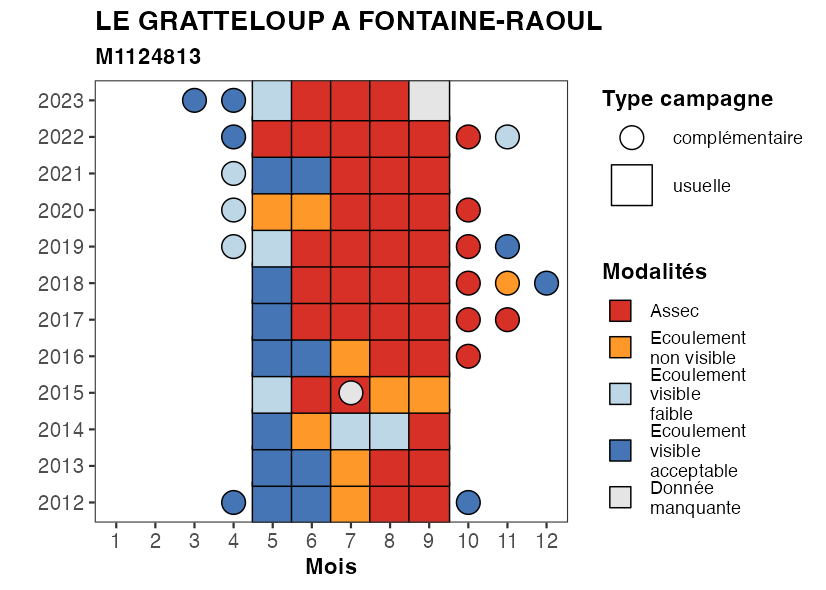 LE GRATTELOUP A FONTAINE-RAOUL
M1124813
2023
2022
2021
2020
2019
2018
2017
2016
2015
2014
2013
2012
1 2 3 4 5 6 7 8 9 10 11 12
Mois
Type campagne
complémentaire
usuelle
Modalités
Assec
Ecoulement
non visible
Ecoulement
visible
faible
Ecoulement
visible
acceptable
Donnée
manquante